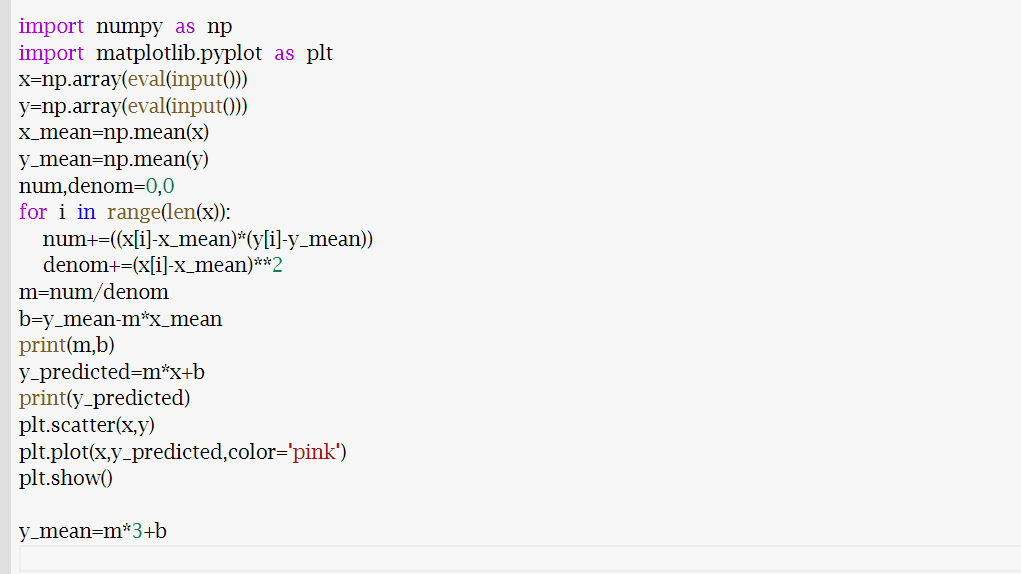 import numpy as np
import matplotlib.pyplot as plt
x=np.array(eval(input()))
y=np.array(eval(input()))
x_mean=np.mean(x)
y_mean=np.mean(y)
num,denom=0,0
for i in range(len(x)):
    num+=((x[i]-x_mean)*(y[i]-y_mean))
    denom+=(x[i]-x_mean)**2
m=num/denom
b=y_mean-m*x_mean
print(m,b)
y_predicted=m*x+b
print(y_predicted)
plt.scatter(x,y)
plt.plot(x,y_predicted,color='pink')
plt.show()

y_mean=m*3+b